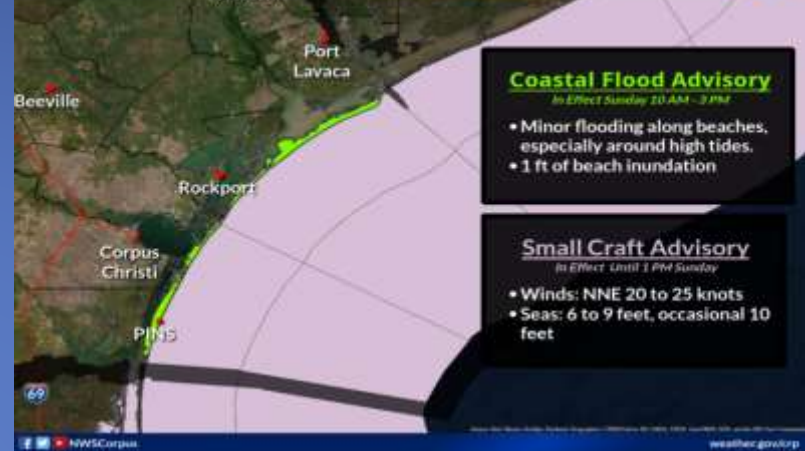 Port
Lavaca
Beeville
Rockport
Corpus
Christi
PINS
69
Coastal Flood Advisory
In Effect Sunday 10 AM - 3 PM
• Minor flooding along beaches,
especially around high tides.
• 1 ft of beach inundation
Small Craft Advisory
In Effect Until 1 PM Sunday
• Winds: NNE 20 to 25 knots
• Seas: 6 to 9 feet, occasional 10
feet
NWSCorpus
weather.gov/crp